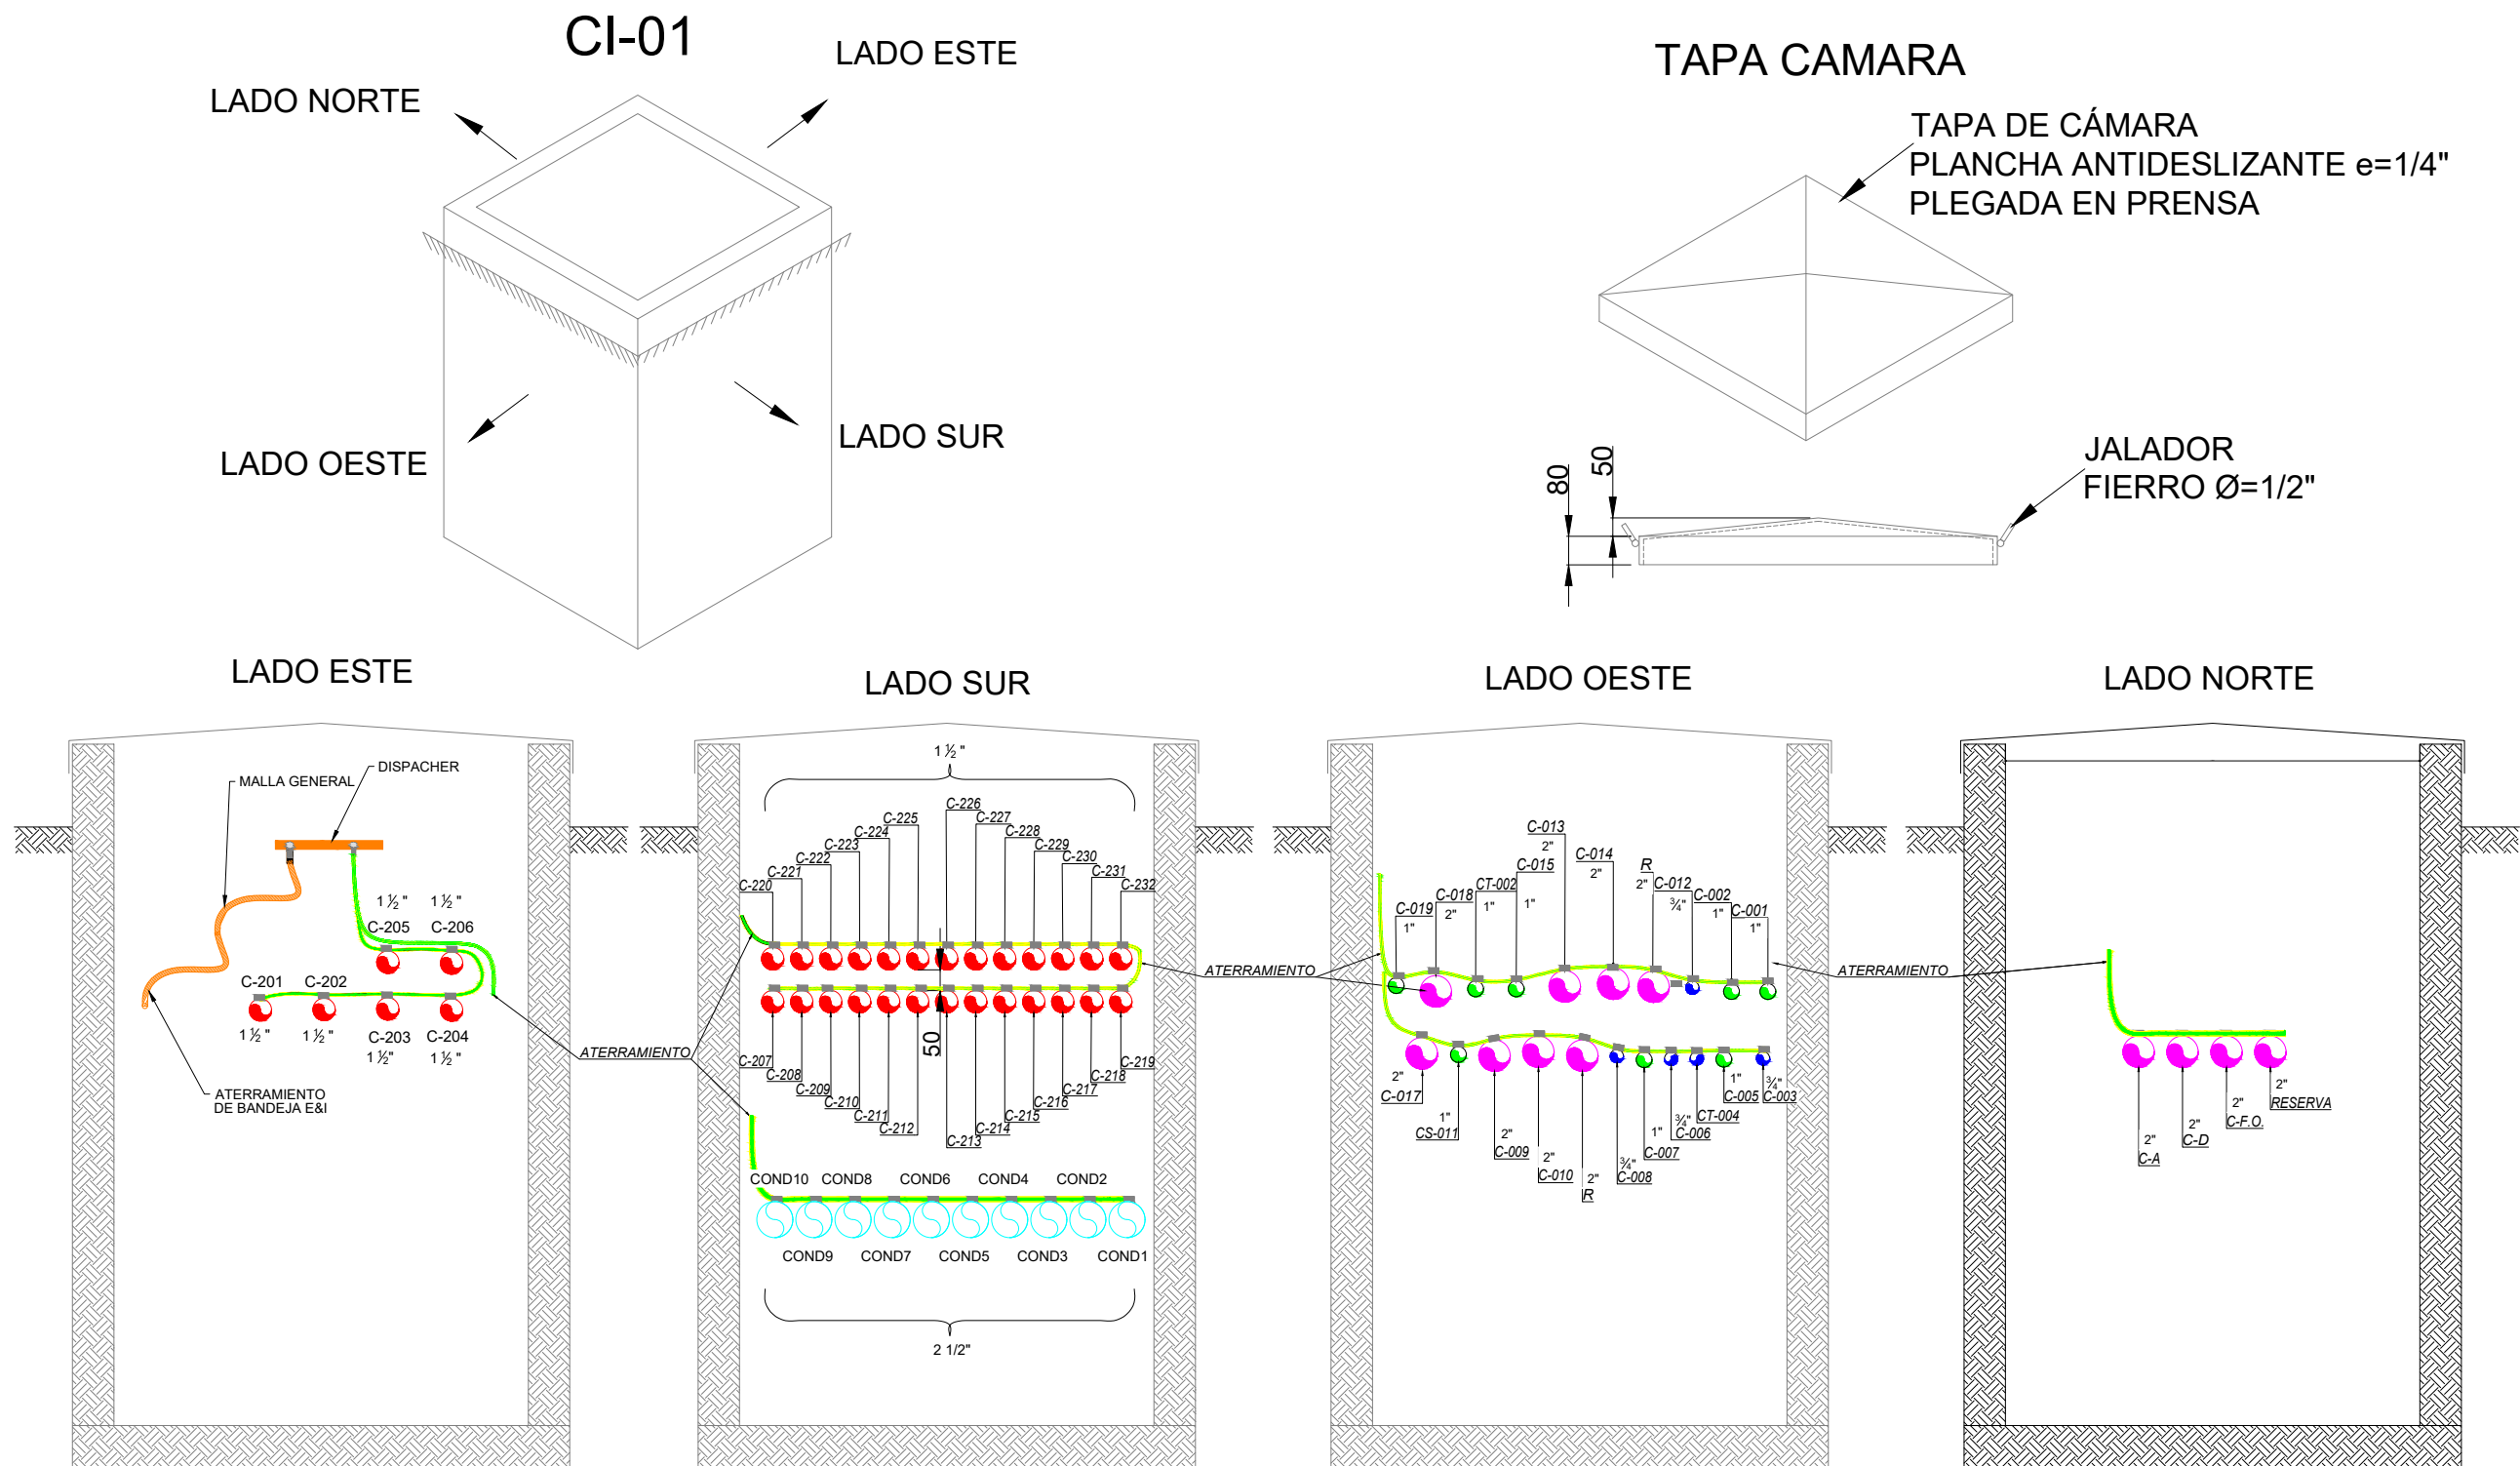 CI-01
LADO ESTE
LADO NORTE
LADO OESTE
LADO SUR
TAPA CAMARA
TAPA DE CÁMARA
PLANCHA ANTIDESLIZANTE e=1/4"
PLEGADA EN PRENSA
50
80
JALADOR
FIERRO Ø=1/2"
LADO ESTE
MALLA GENERAL
DISPACHER
1 ½ "
1 ½ "
C-205
C-206
C-201
C-202
1 ½ "
1 ½ "
C-203
C-204
1 ½"
1 ½ "
ATERRAMIENTO
DE BANDEJA E&I
ATERRAMIENTO
LADO SUR
1 ½ "
C-220
C-221
C-222
C-223
C-224
C-225
C-226
C-227
C-228
C-229
C-230
C-231
C-232
50
C-207
C-208
C-209
C-210
C-211
C-212
C-213
C-214
C-215
C-216
C-217
C-218
C-219
COND10
COND8
COND6
COND4
COND2
COND9
COND7
COND5
COND3
COND1
2 1/2"
ATERRAMIENTO
LADO OESTE
C-019
1"
C-018
2"
CT-002
1"
C-015
1"
C-013
2"
C-014
2"
R
2"
C-012
¾"
C-002
1"
C-001
1"
2"
C-017
1"
CS-011
2"
C-009
2"
C-010
2"
R
¾"
C-008
1"
C-007
¾"
C-006
CT-004
1"
C-005
¾"
C-003
ATERRAMIENTO
LADO NORTE
2"
C-A
2"
C-D
2"
C-F.O.
2"
RESERVA